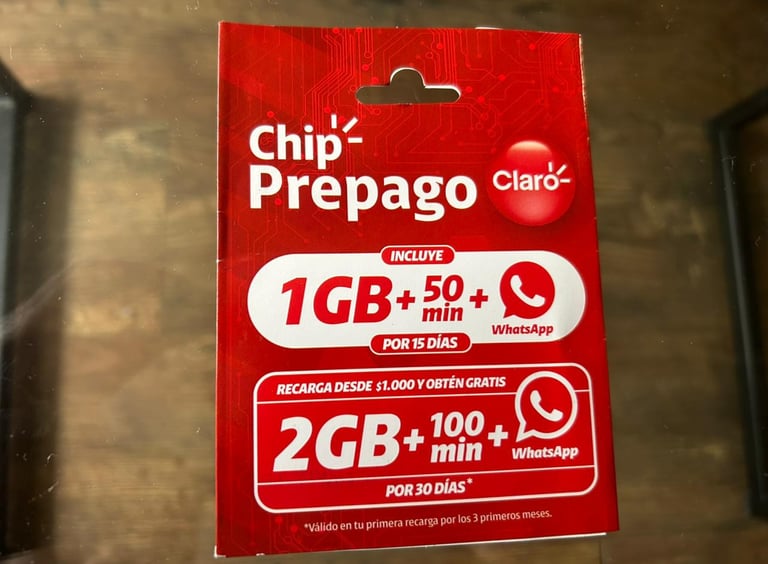 Chip
Prepago
Claro
INCLUYE
1GB + 50 min + WhatsApp
POR 15 DÍAS
RECARGA DESDE $1.000 Y OBTÉN GRATIS
2GB + 100 min + WhatsApp
POR 30 DÍAS*
*Válido en tu primera recarga por los 3 primeros meses.